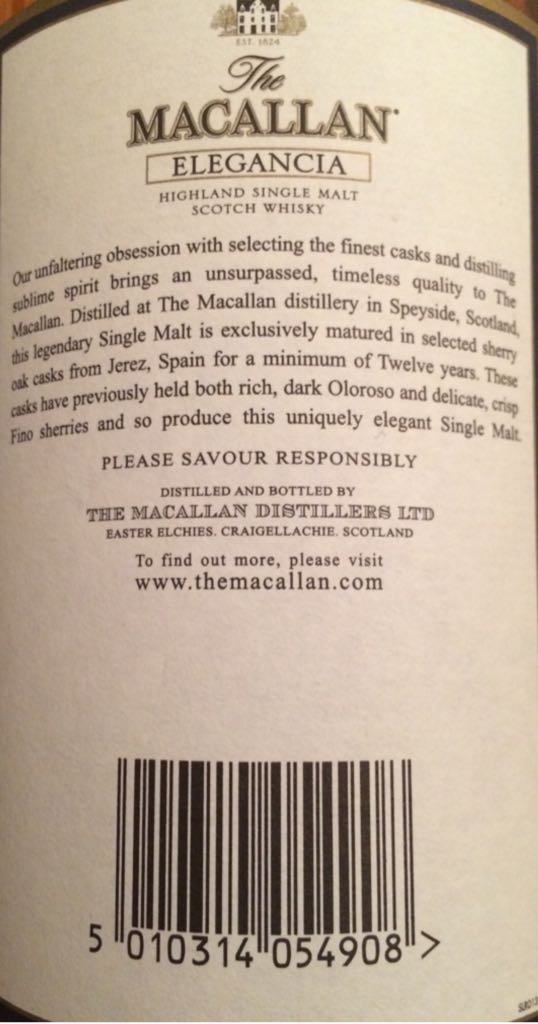 EST. 1824
The
MACALLAN®
ELEGANCIA
HIGHLAND SINGLE MALT
SCOTCH WHISKY
Our unfaltering obsession with selecting the finest casks and distilling
sublime spirit brings an unsurpassed, timeless quality to The
Macallan. Distilled at The Macallan distillery in Speyside, Scotland,
this legendary Single Malt is exclusively matured in selected sherry
oak casks from Jerez, Spain for a minimum of Twelve years. These
casks have previously held both rich, dark Oloroso and delicate, crisp
Fino sherries and so produce this uniquely elegant Single Malt.
PLEASE SAVOUR RESPONSIBLY
DISTILLED AND BOTTLED BY
THE MACALLAN DISTILLERS LTD
EASTER ELCHIES. CRAIGELLACHIE. SCOTLAND
To find out more, please visit
www.themacallan.com
5 010314 054908 >